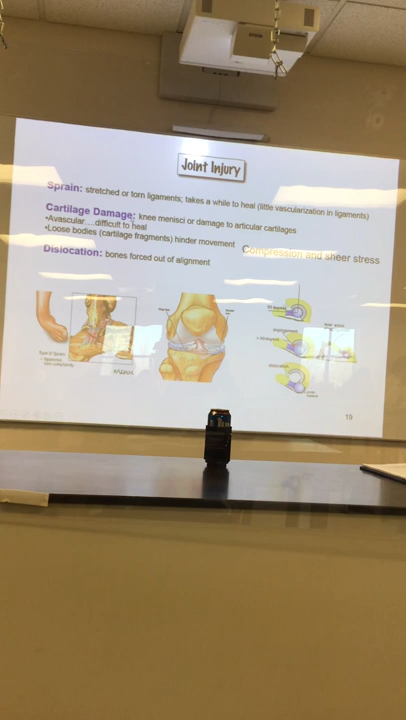 Joint Injury
Sprain: stretched or torn ligaments; takes a while to heal (little vascularization in ligaments)
Cartilage Damage: knee menisci or damage to articular cartilages
•Avascular….difficult to heal
•Loose bodies (cartilage fragments) hinder movement
Compression and sheer stress
Dislocation: bones forced out of alignment
19